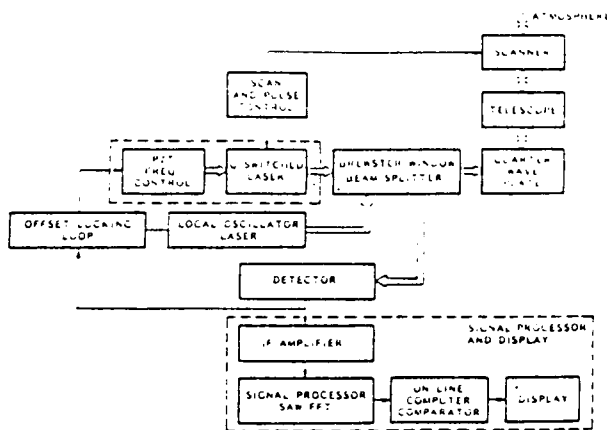 ATMOSPHERE
SCANNER
SCAN
AND PULSE
CONTROL
TELESCOPE
PZT
FREQ
CONTROL
Q SWITCHED
LASER
BREWSTER WINDOW
BEAM SPLITTER
QUARTER
WAVE
PLATE
OFFSET LOCKING
LOOP
LOCAL OSCILLATOR
LASER
DETECTOR
SIGNAL PROCESSOR
AND DISPLAY
IF AMPLIFIER
SIGNAL PROCESSOR
SAW FFT
ON LINE
COMPUTER
COMPARATOR
DISPLAY